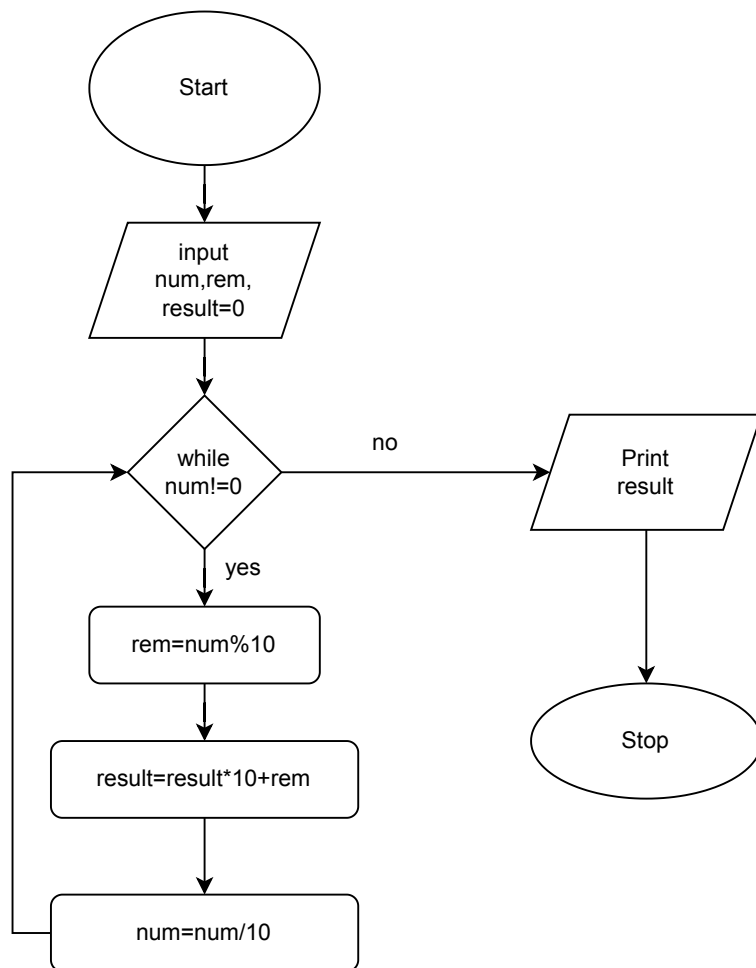 Start
input
num,rem,
result=0
while
num!=0
no
yes
Print
result
rem=num%10
result=result*10+rem
Stop
num=num/10